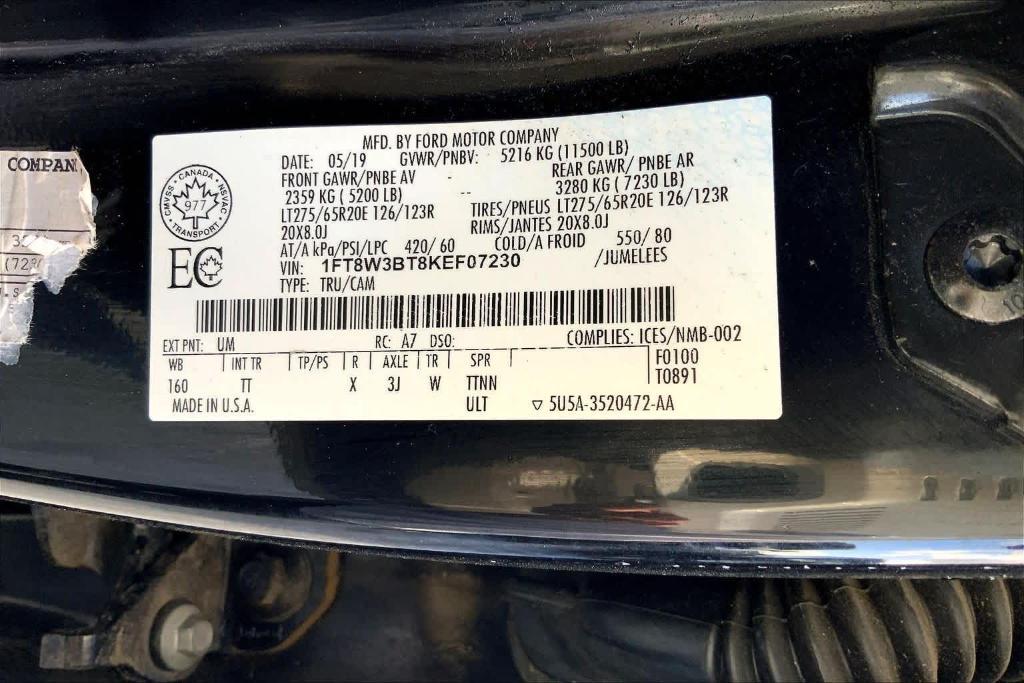 COMPAN
(723
MFD. BY FORD MOTOR COMPANY
DATE: 05/19 GVWR/PNBV: 5216 KG (11500 LB)
FRONT GAWR/PNBE AV -- REAR GAWR/ PNBE AR
2359 KG ( 5200 LB) 3280 KG ( 7230 LB)
LT275/65R20E 126/123R TIRES/PNEUS LT275/65R20E 126/123R
20X8.0J RIMS/JANTES 20X8.0J
AT/A kPa/PSI/LPC 420/ 60 COLD/A FROID 550/ 80
VIN: 1FT8W3BT8KEF07230 /JUMELEES
TYPE: TRU/CAM
CANADA
CMVSS NSVAC
977
TRANSPORT
EC
EXT PNT: UM RC: A7 DSO: COMPLIES: ICES/NMB-002
WB INT TR TP/PS R AXLE TR SPR F0100
160 TT X 3J W TTNN T0891
MADE IN U.S.A. ULT ▽ 5U5A-3520472-AA